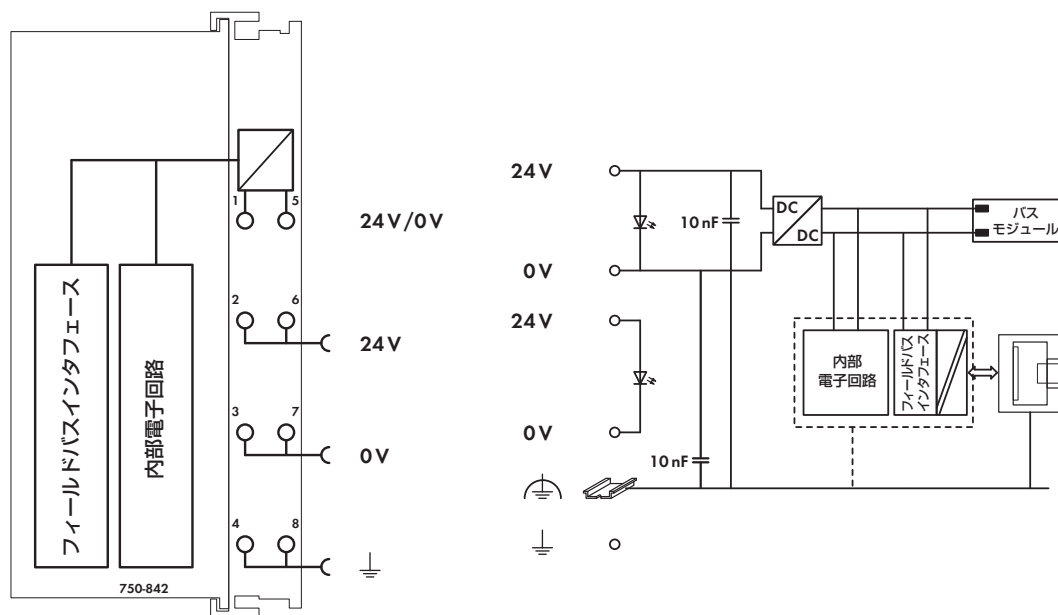 1
5
24V/0V
2
6
24V
3
7
0V
4
8
フィールドバスインタフェース
内部電子回路
750-842
24V
10nF
DC
DC
バス
モジュール
0V
24V
内部
電子回路
フィールドバス
インタフェース
0V
10nF